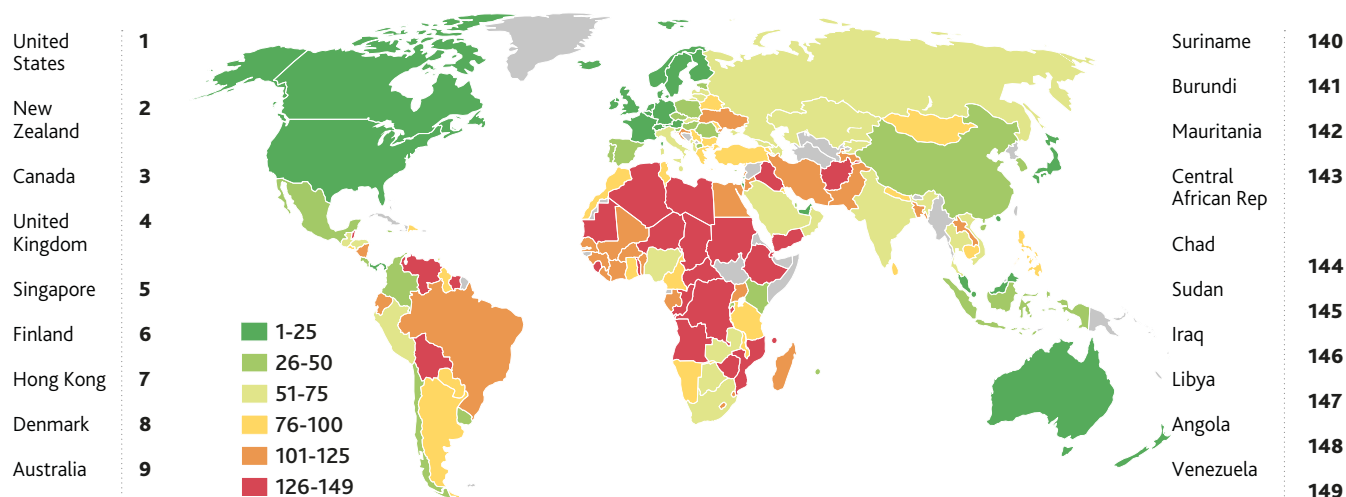 United
States
1
New
Zealand
2
Canada
3
United
Kingdom
4
Singapore
5
Finland
6
Hong Kong
7
Denmark
8
Australia
9
1-25
26-50
51-75
76-100
101-125
126-149
Suriname
140
Burundi
141
Mauritania
142
Central
African Rep
143
Chad
144
Sudan
145
Iraq
146
Libya
147
Angola
148
Venezuela
149